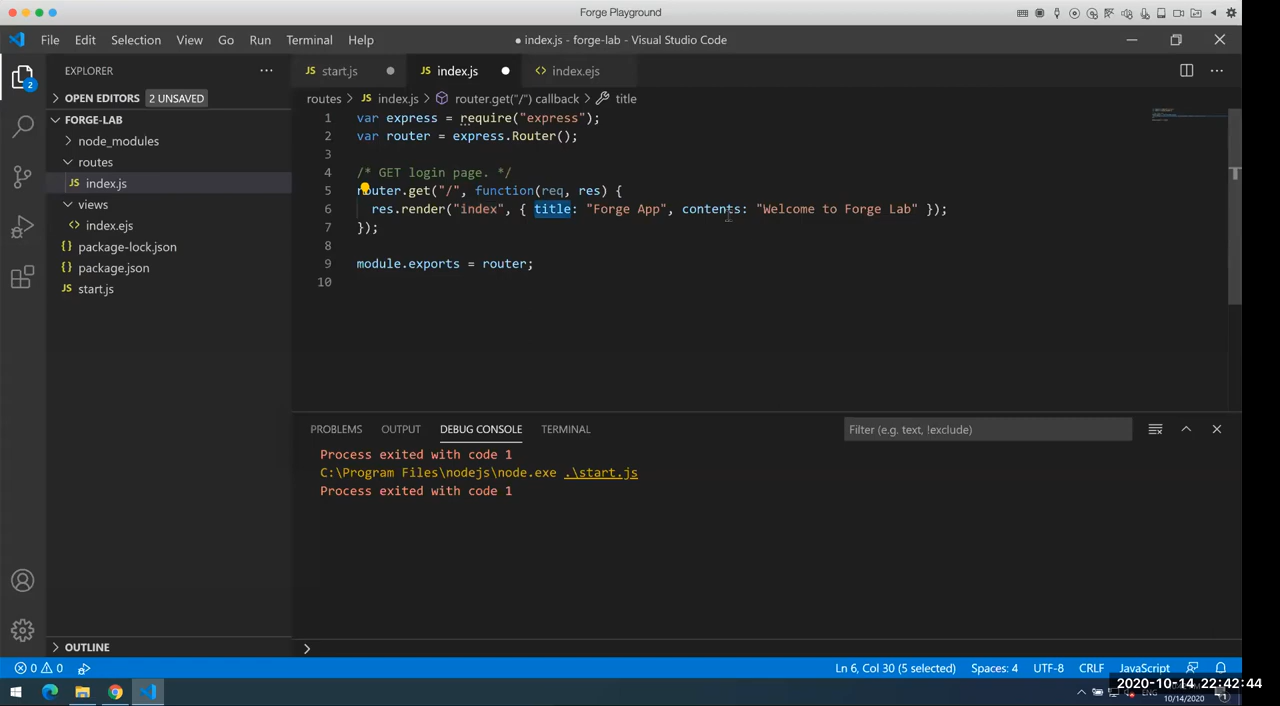 Forge Playground
File Edit Selection View Go Run Terminal Help
● index.js - forge-lab - Visual Studio Code
EXPLORER
JS start.js
JS index.js
<> index.ejs
2
OPEN EDITORS 2 UNSAVED
routes > JS index.js > router.get("/") callback > title
FORGE-LAB
node_modules
routes
JS index.js
views
<> index.ejs
{} package-lock.json
{} package.json
JS start.js
1 var express = require("express");
2 var router = express.Router();
3
4 /* GET login page. */
5 router.get("/", function(req, res) {
6 res.render("index", { title: "Forge App", contents: "Welcome to Forge Lab" });
7 });
8
9 module.exports = router;
10
PROBLEMS OUTPUT DEBUG CONSOLE TERMINAL
Filter (e.g. text, !exclude)
Process exited with code 1
C:\Program Files\nodejs\node.exe .\start.js
Process exited with code 1
OUTLINE
0 0
Ln 6, Col 30 (5 selected) Spaces: 4 UTF-8 CRLF JavaScript
2020-10-14 22:42:44
ENG
10/14/2020